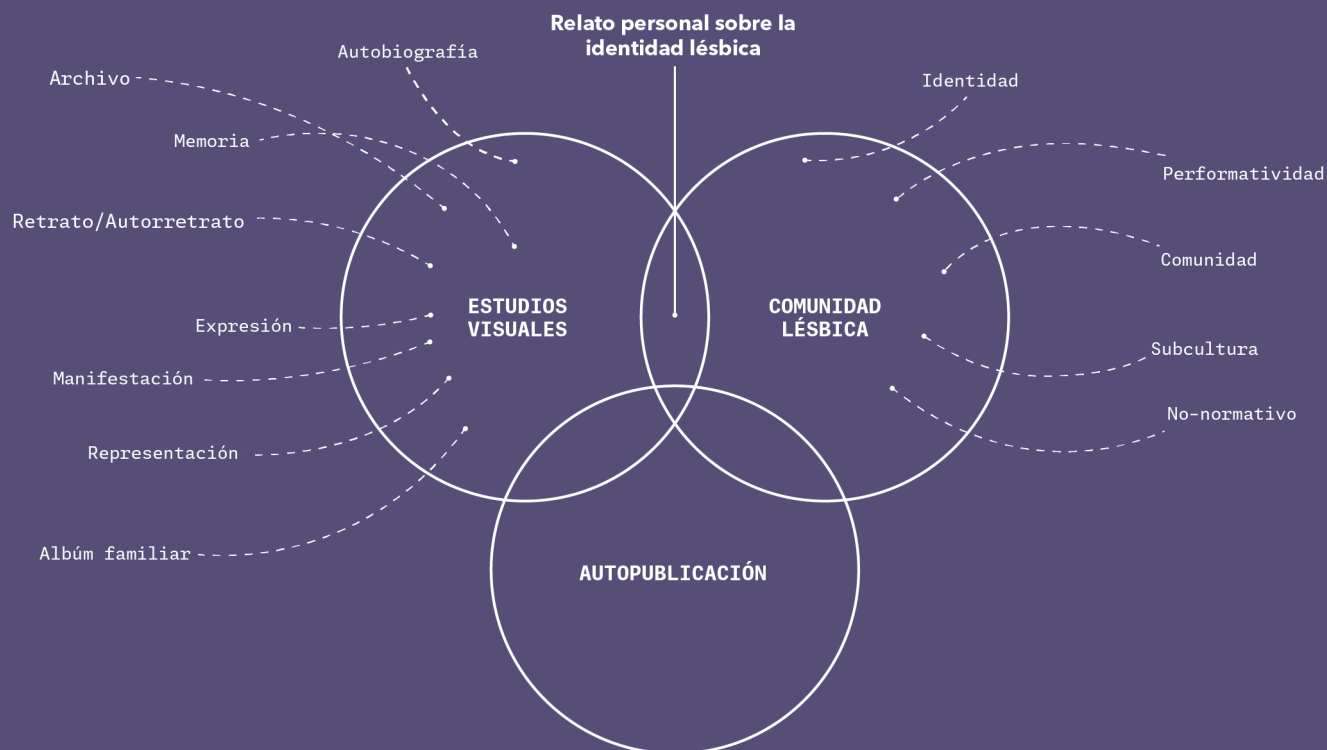 Relato personal sobre la
identidad lésbica
Autobiografía
Archivo
Memoria
Retrato/Autorretrato
Expresión
Manifestación
Representación
Albúm familiar
ESTUDIOS
VISUALES
COMUNIDAD
LÉSBICA
AUTOPUBLICACIÓN
Identidad
Performatividad
Comunidad
Subcultura
No-normativo